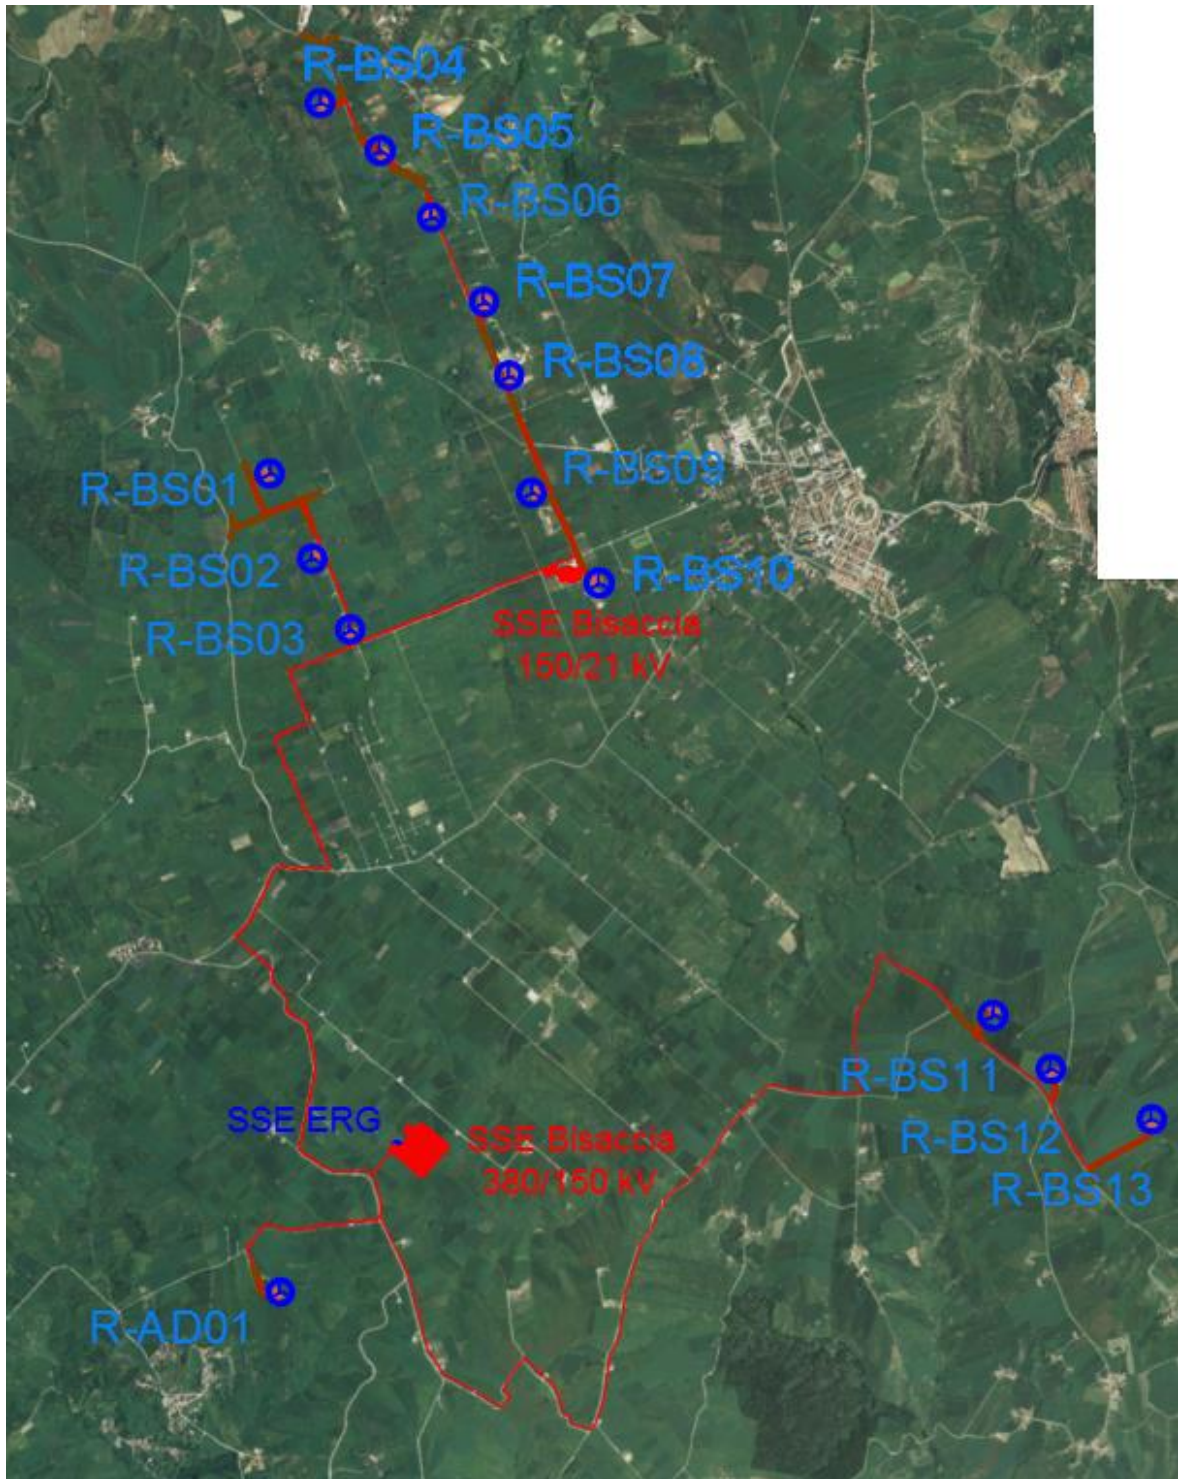 R-BS04
R-BS05
R-BS06
R-BS07
R-BS08
R-BS09
R-BS01
R-BS02
R-BS10
R-BS03
SSE Bisaccia
150/21 kV
R-BS11
SSE ERG
SSE Bisaccia
380/150 kV
R-BS12
R-BS13
R-AD01